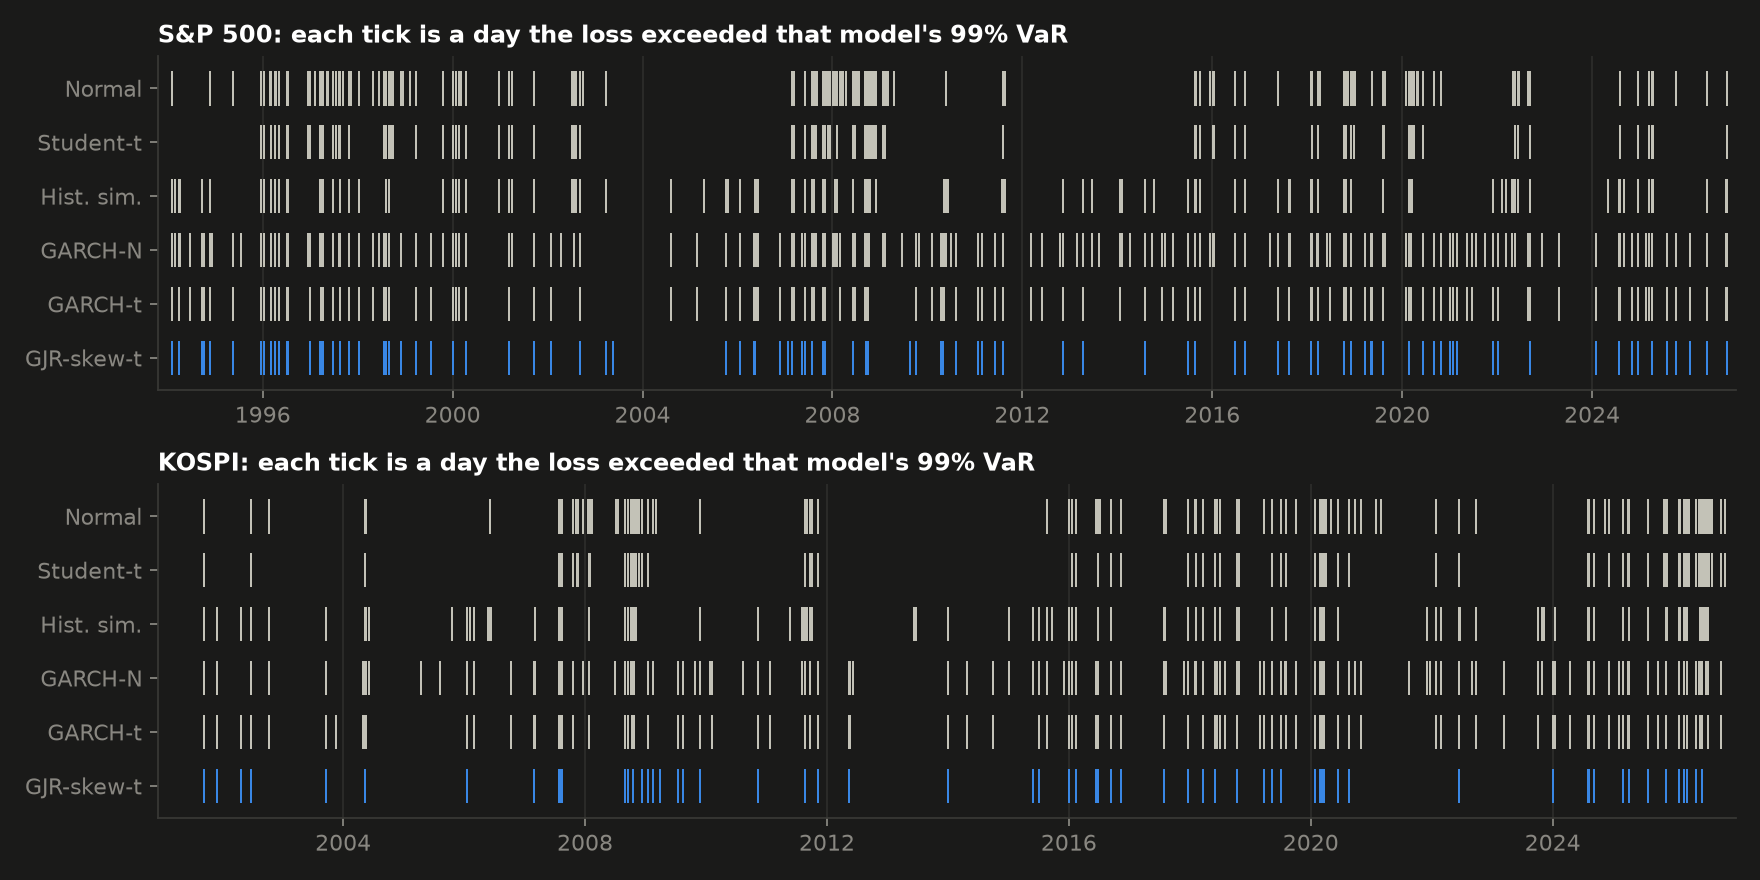 S&P 500: each tick is a day the loss exceeded that model's 99% VaR
Normal
Student-t
Hist. sim.
GARCH-N
GARCH-t
GJR-skew-t
1996 2000 2004 2008 2012 2016 2020 2024
KOSPI: each tick is a day the loss exceeded that model's 99% VaR
Normal
Student-t
Hist. sim.
GARCH-N
GARCH-t
GJR-skew-t
2004 2008 2012 2016 2020 2024